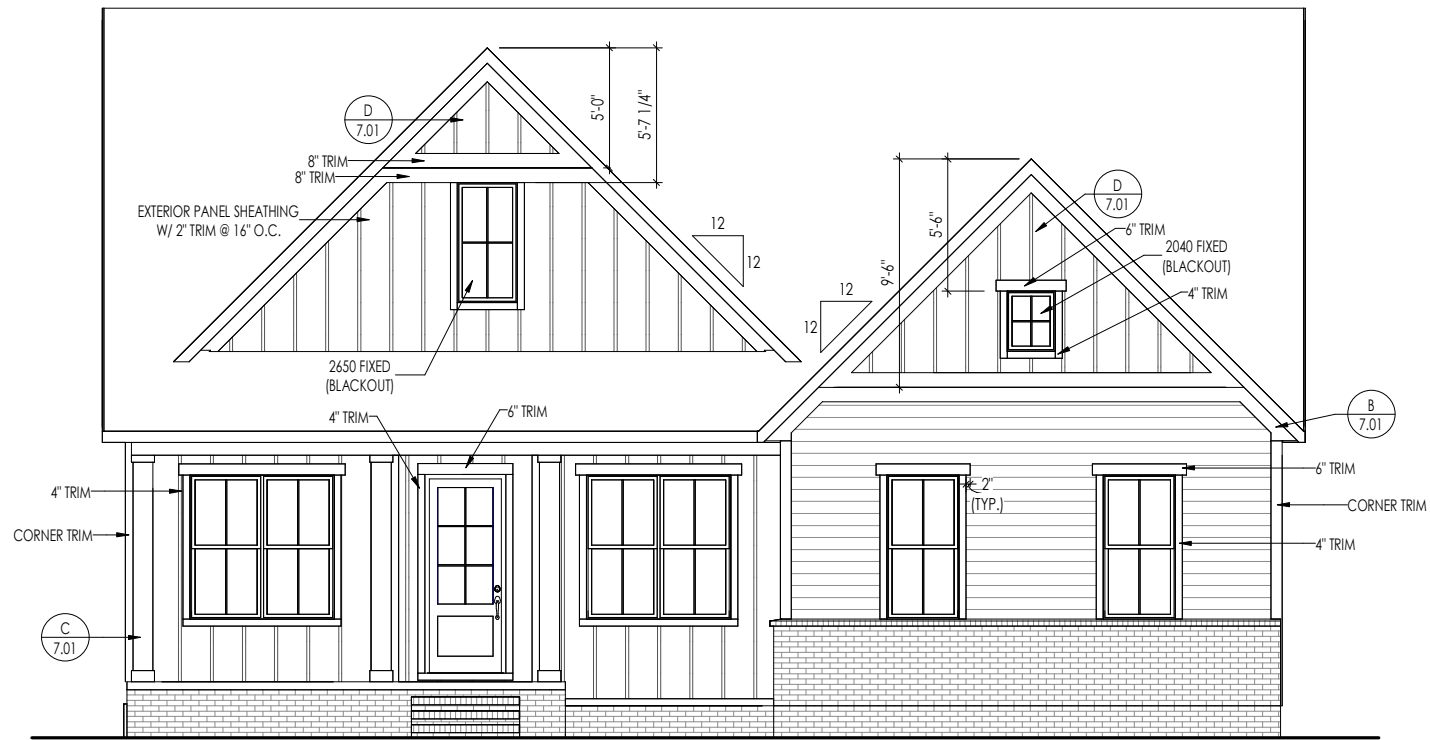 D
7.01
5'-0"
5'-7 1/4"
8" TRIM
8" TRIM
EXTERIOR PANEL SHEATHING
W/ 2" TRIM @ 16" O.C.
12
12
2650 FIXED
(BLACKOUT)
D
7.01
5'-6"
9'-6"
6" TRIM
2040 FIXED
(BLACKOUT)
4" TRIM
12
12
B
7.01
4" TRIM
6" TRIM
4" TRIM
CORNER TRIM
C
7.01
2"
(TYP.)
6" TRIM
CORNER TRIM
4" TRIM